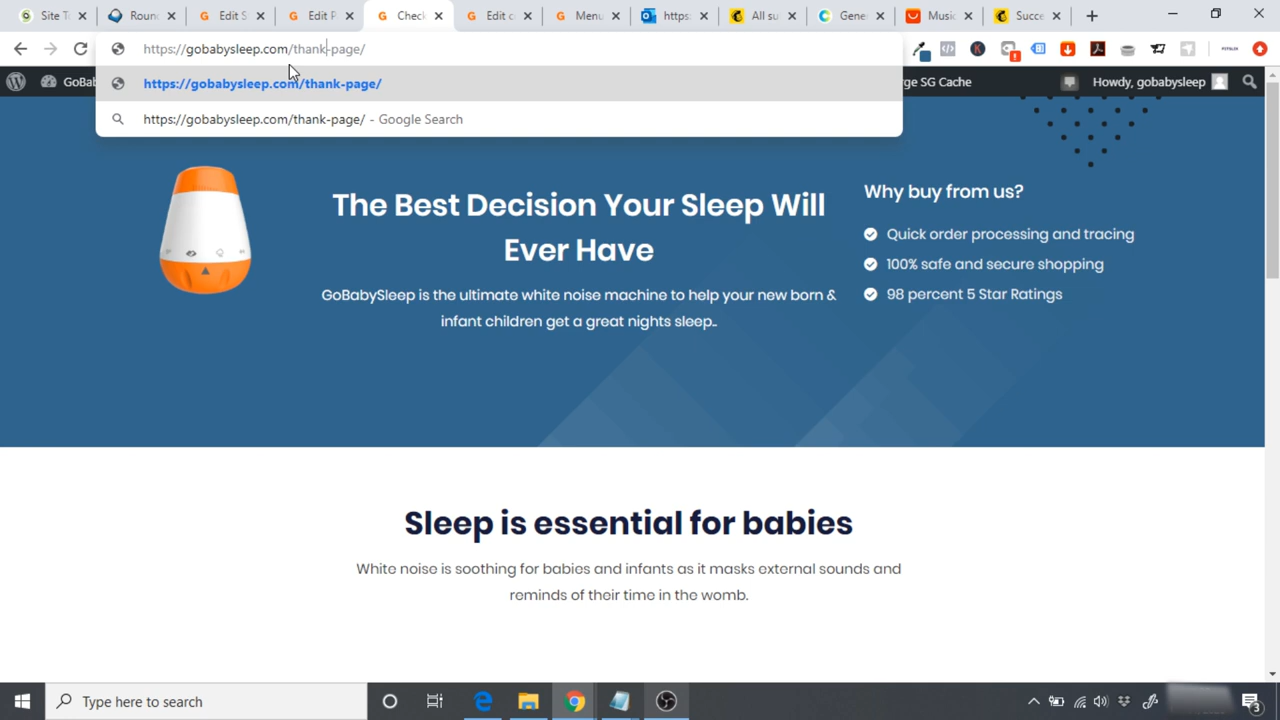 Site T
Roun
Edit S
Edit P
Check
Edit c
Menu
https:
All su
Gene
Music
Succe
https://gobabysleep.com/thank-page/
https://gobabysleep.com/thank-page/
https://gobabysleep.com/thank-page/ - Google Search
GoBab
rge SG Cache
Howdy, gobabysleep
The Best Decision Your Sleep Will
Ever Have
GoBabySleep is the ultimate white noise machine to help your new born &
infant children get a great nights sleep..
Why buy from us?
Quick order processing and tracing
100% safe and secure shopping
98 percent 5 Star Ratings
Sleep is essential for babies
White noise is soothing for babies and infants as it masks external sounds and
reminds of their time in the womb.
Type here to search
3